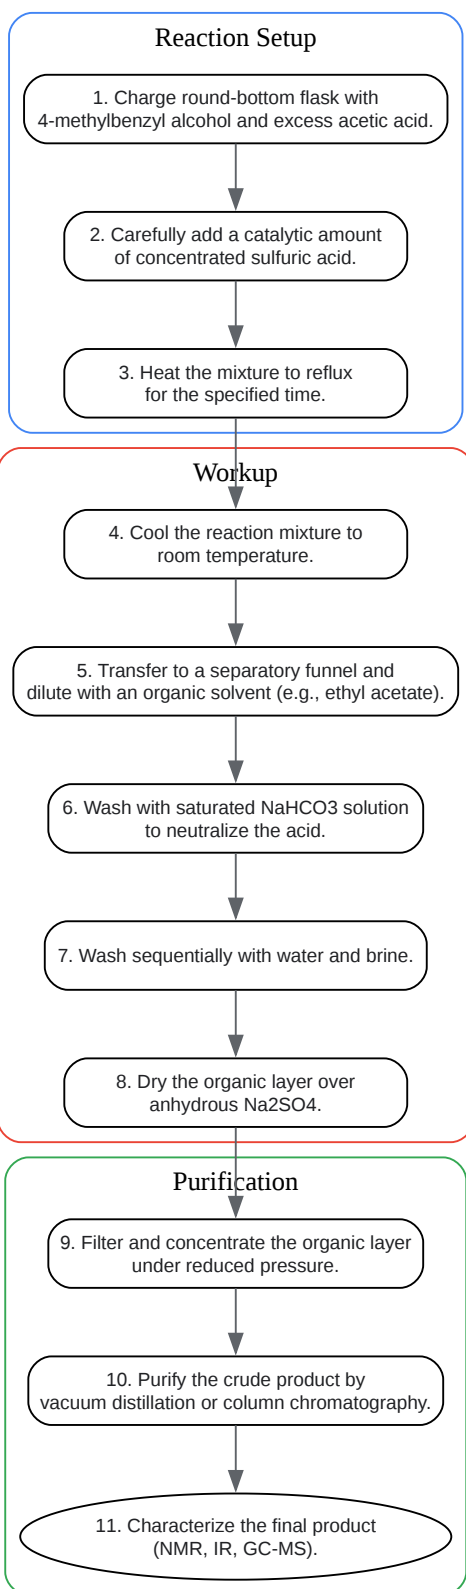 Reaction Setup
1. Charge round-bottom flask with
4-methylbenzyl alcohol and excess acetic acid.
2. Carefully add a catalytic amount
of concentrated sulfuric acid.
3. Heat the mixture to reflux
for the specified time.
Workup
4. Cool the reaction mixture to
room temperature.
5. Transfer to a separatory funnel and
dilute with an organic solvent (e.g., ethyl acetate).
6. Wash with saturated NaHCO3 solution
to neutralize the acid.
7. Wash sequentially with water and brine.
8. Dry the organic layer over
anhydrous Na2SO4.
Purification
9. Filter and concentrate the organic layer
under reduced pressure.
10. Purify the crude product by
vacuum distillation or column chromatography.
11. Characterize the final product
(NMR, IR, GC-MS).